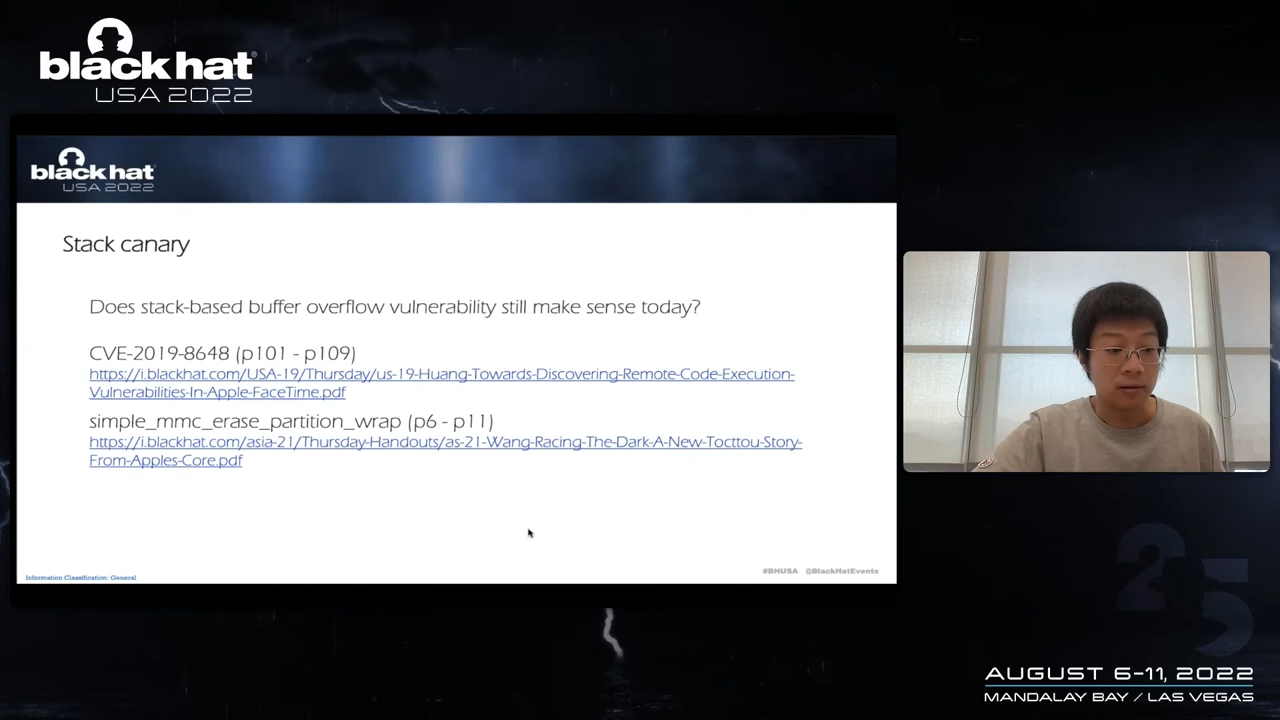 black hat®
USA 2022
black hat®
USA 2022
Stack canary
Does stack-based buffer overflow vulnerability still make sense today?
CVE-2019-8648 (p101 - p109)
https://i.blackhat.com/USA-19/Thursday/us-19-Huang-Towards-Discovering-Remote-Code-Execution-
Vulnerabilities-In-Apple-FaceTime.pdf
simple_mmc_erase_partition_wrap (p6 - p11)
https://i.blackhat.com/asia-21/Thursday-Handouts/as-21-Wang-Racing-The-Dark-A-New-Tocttou-Story-
From-Apples-Core.pdf
Information Classification: General
#BHUSA @BlackHatEvents
25
AUGUST 6-11, 2022
MANDALAY BAY / LAS VEGAS